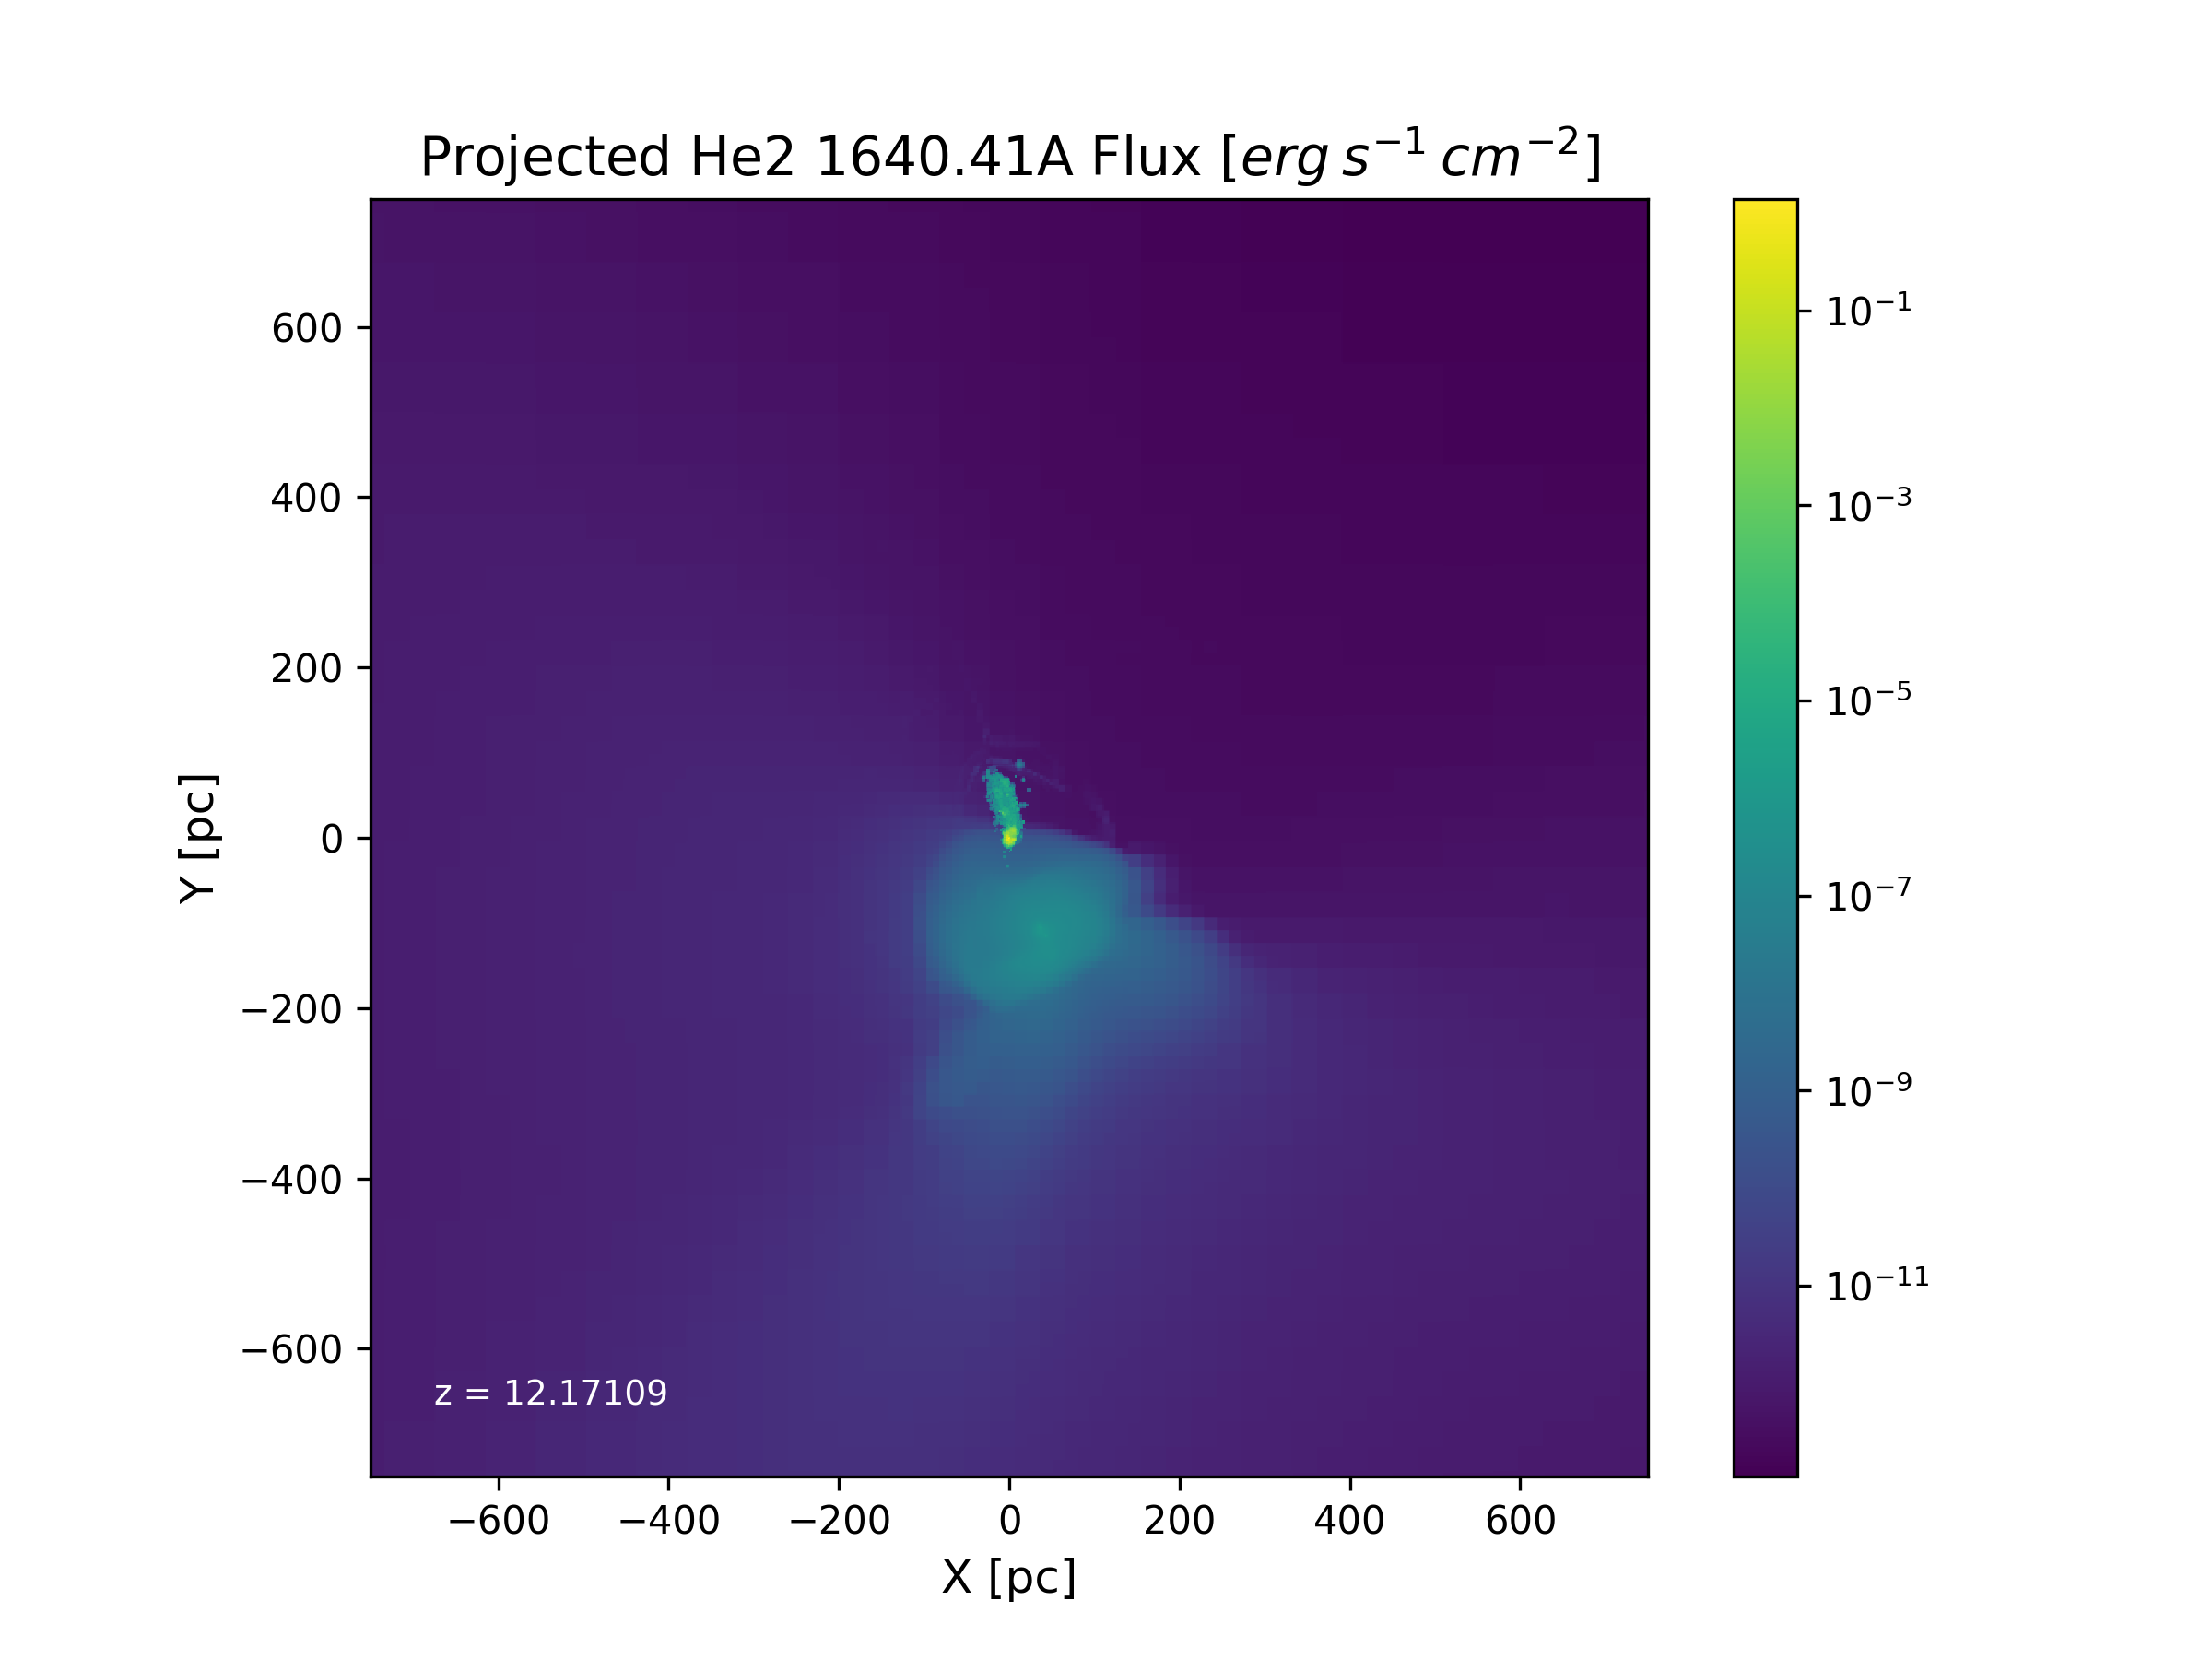 Projected He2 1640.41A Flux [erg s⁻¹ cm⁻²]
600
400
200
0
−200
−400
−600
Y [pc]
z = 12.17109
−600 −400 −200 0 200 400 600
X [pc]
10⁻¹
10⁻³
10⁻⁵
10⁻⁷
10⁻⁹
10⁻¹¹